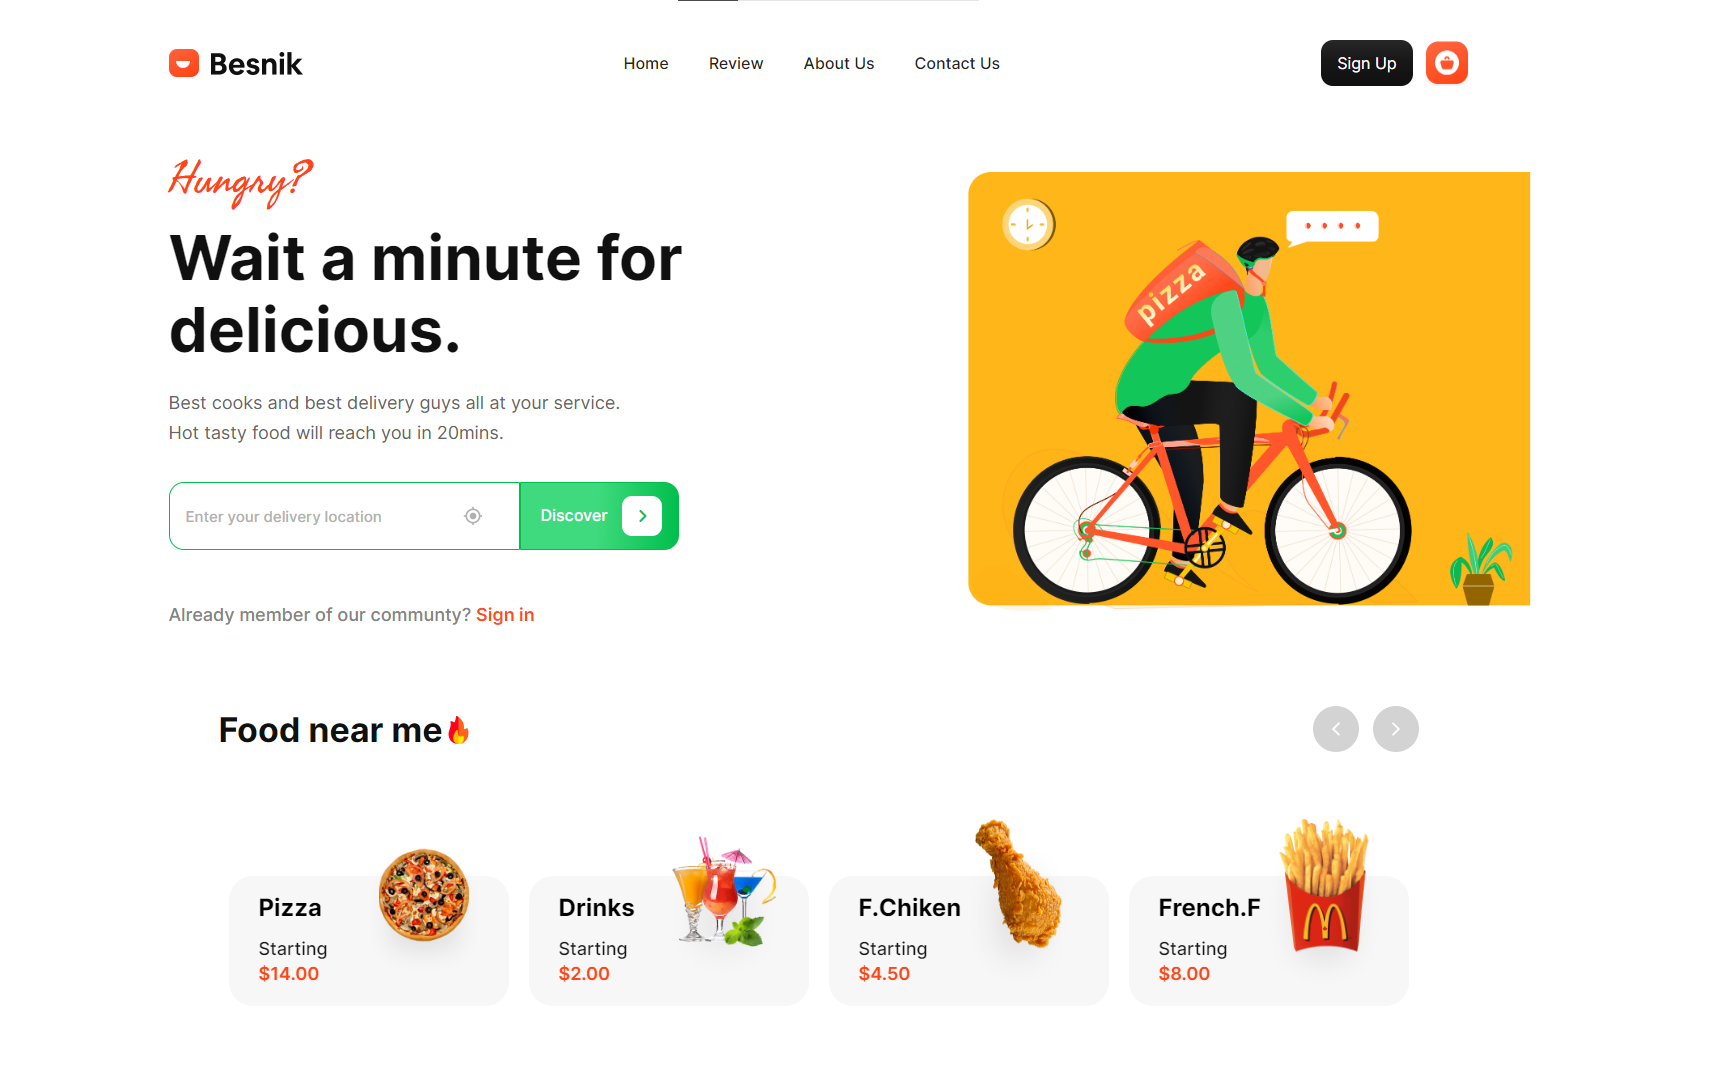 Besnik
Home
Review
About Us
Contact Us
Sign Up
Hungry?
Wait a minute for
delicious.
Best cooks and best delivery guys all at your service.
Hot tasty food will reach you in 20mins.
Enter your delivery location
Discover
Already member of our communty? Sign in
pizza
Food near me
Pizza
Starting
$14.00
Drinks
Starting
$2.00
F.Chiken
Starting
$4.50
French.F
Starting
$8.00